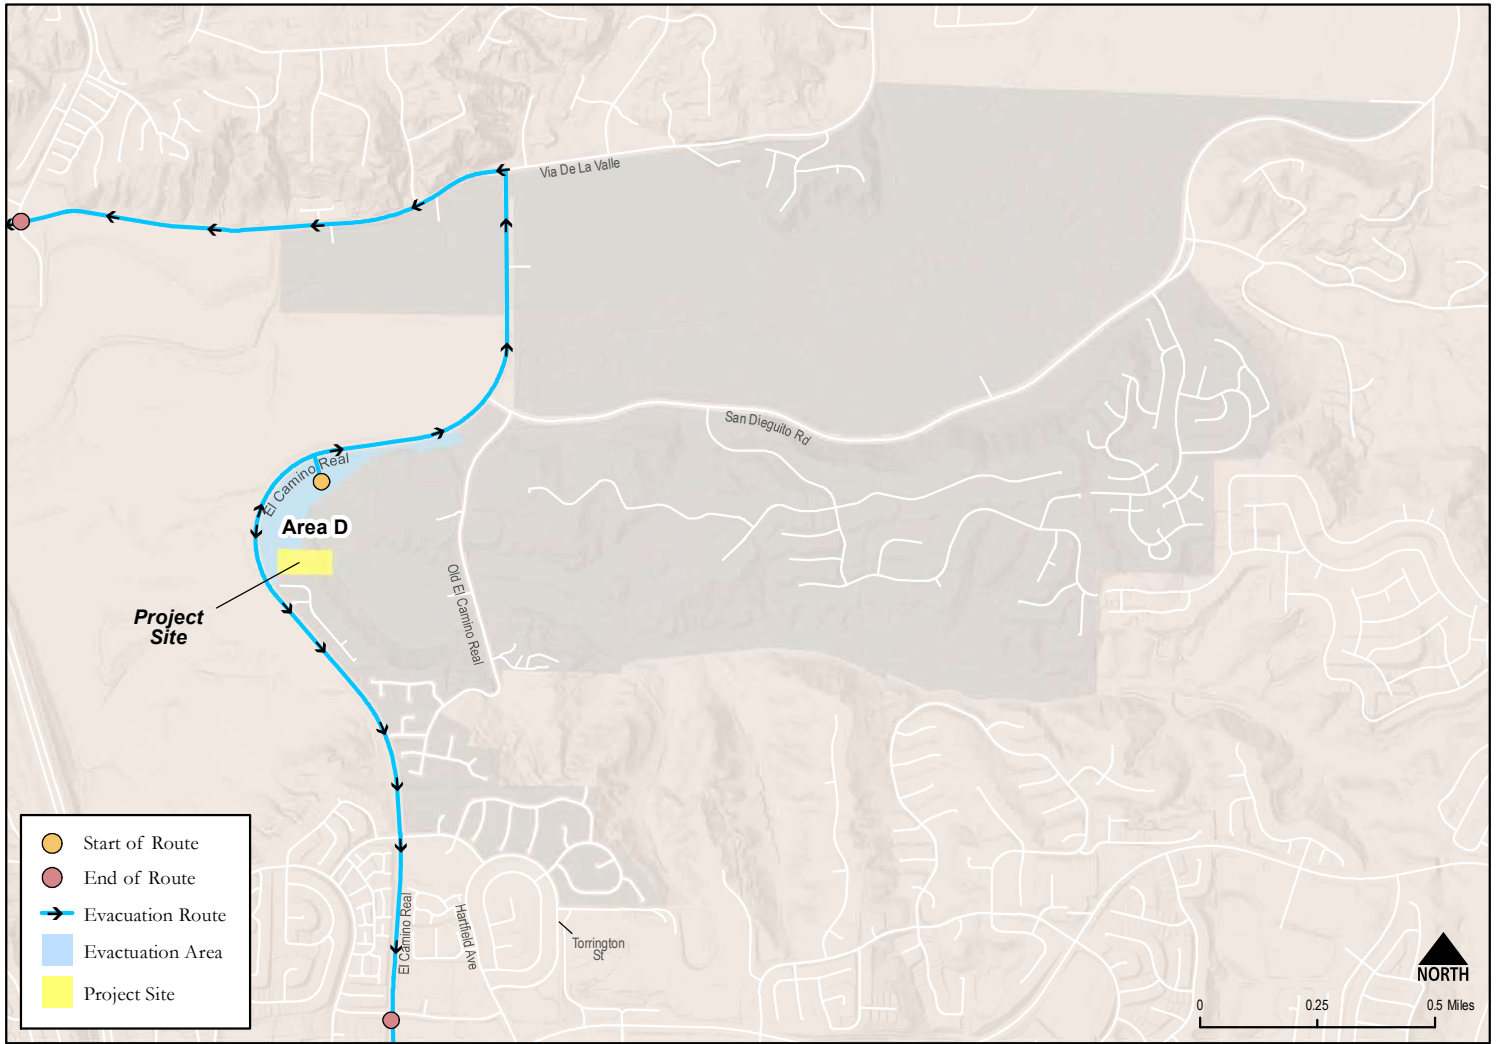 Via De La Valle
San Dieguito Rd
El Camino Real
Area D
Project
Site
Old El Camino Real
El Camino Real
Hartfield Ave
Torrington
St
Start of Route
End of Route
Evacuation Route
Evactuation Area
Project Site
NORTH
0 0.25 0.5 Miles